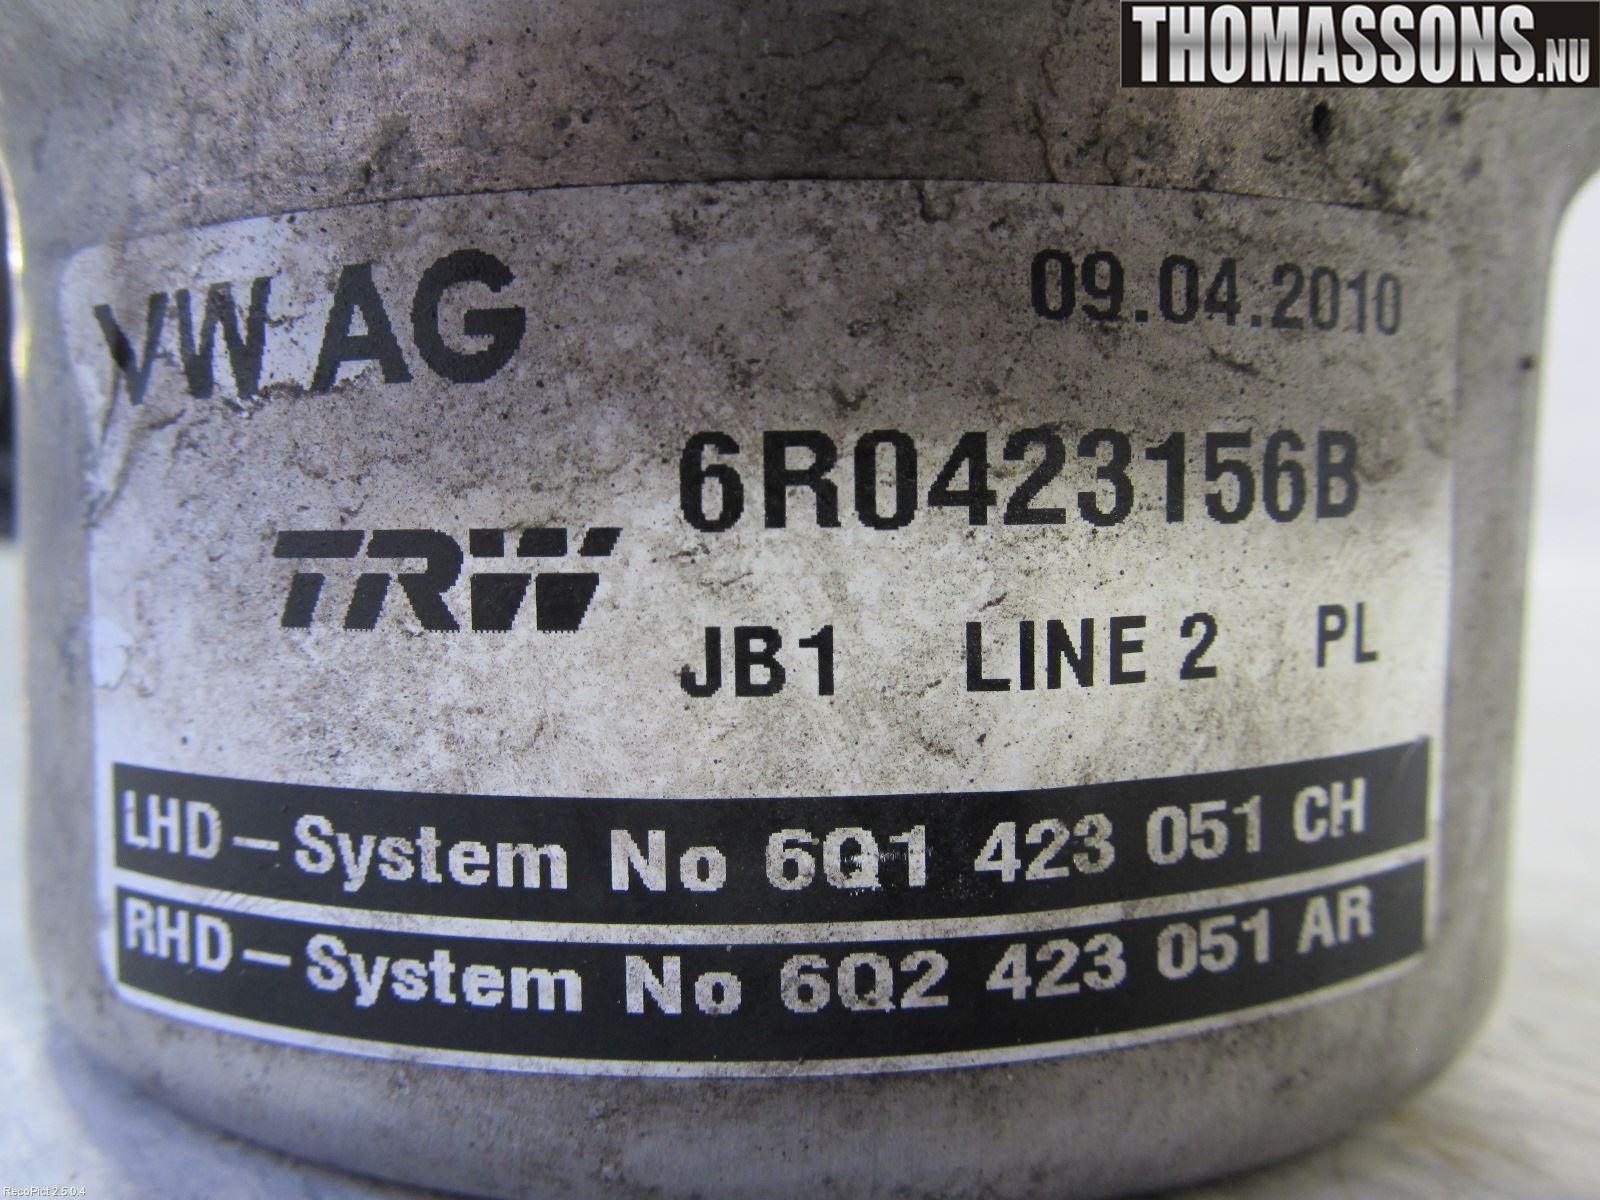 THOMASSONS.NU
VW AG 09.04.2010
6R0423156B
TRW
JB1 LINE 2 PL
LHD-System No 6Q1 423 051 CH
RHD-System No 6Q2 423 051 AR
RecoPict 2.5.0.4